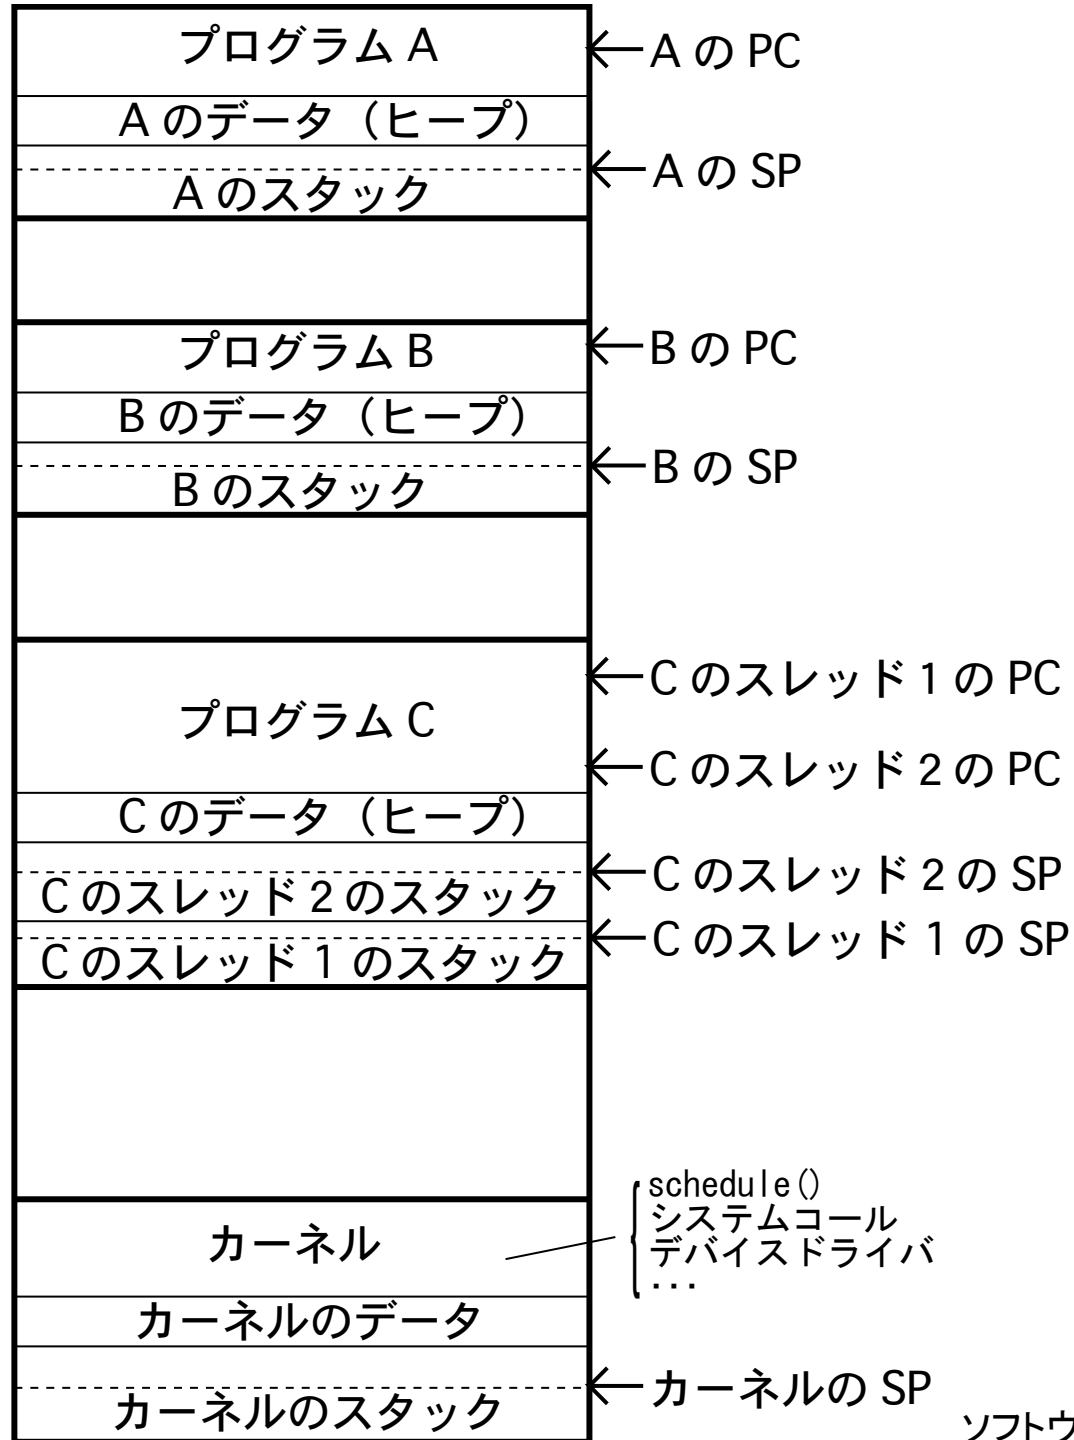 プログラム A
A の PC
A のデータ（ヒープ）
A の SP
A のスタック
プログラム B
B の PC
B のデータ（ヒープ）
B の SP
B のスタック
C のスレッド 1 の PC
プログラム C
C のスレッド 2 の PC
C のデータ（ヒープ）
C のスレッド 2 の SP
C のスレッド 2 のスタック
C のスレッド 1 の SP
C のスレッド 1 のスタック
カーネル
schedule()
システムコール
デバイスドライバ
...
カーネルのデータ
カーネルの SP
カーネルのスタック
ソフトウ